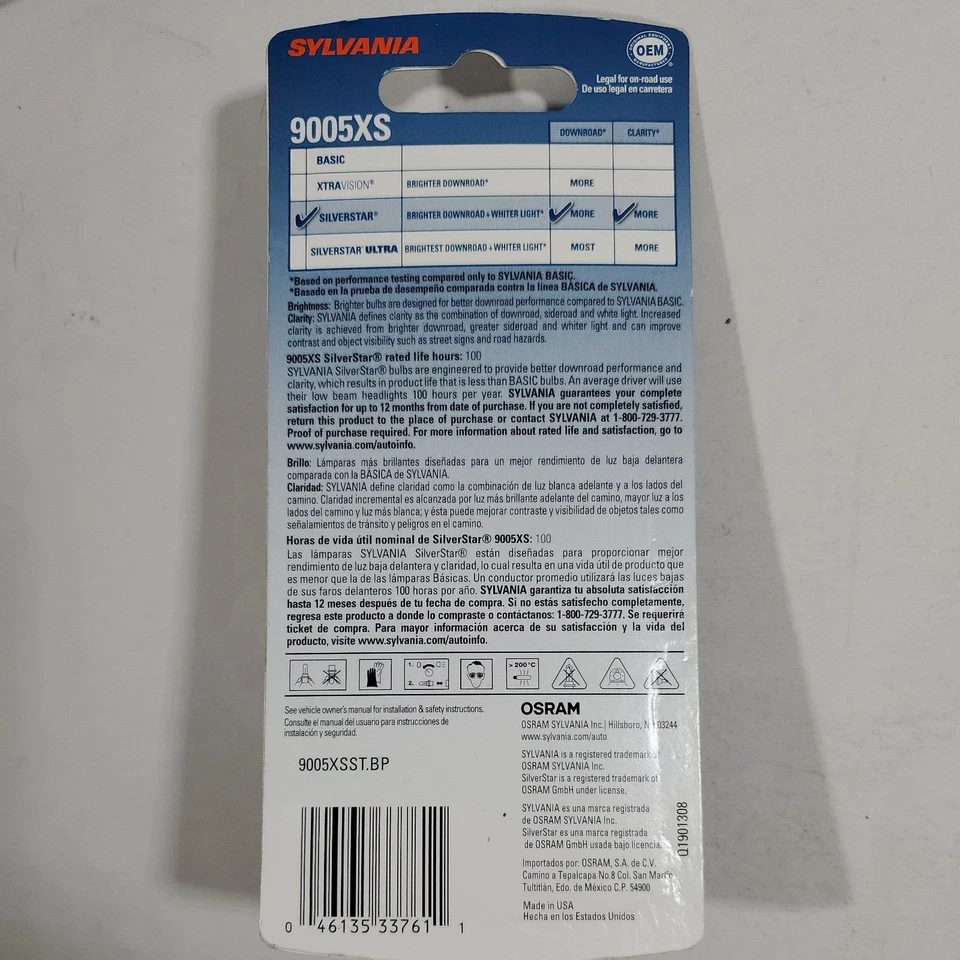 SYLVANIA
ORIGINAL EQUIPMENT
OEM
MANUFACTURER
Legal for on-road use
De uso legal en carretera
9005XS
DOWNROAD* CLARITY*
BASIC
XTRAVISION® BRIGHTER DOWNROAD* MORE
SILVERSTAR® BRIGHTER DOWNROAD + WHITER LIGHT* MORE MORE
SILVERSTAR® ULTRA BRIGHTEST DOWNROAD + WHITER LIGHT* MOST MORE
*Based on performance testing compared only to SYLVANIA BASIC.
*Basado en la prueba de desempeño comparada contra la línea BÁSICA de SYLVANIA.
Brightness: Brighter bulbs are designed for better downroad performance compared to SYLVANIA BASIC.
Clarity: SYLVANIA defines clarity as the combination of downroad, sideroad and white light. Increased
clarity is achieved from brighter downroad, greater sideroad and whiter light and can improve
contrast and object visibility such as street signs and road hazards.
9005XS SilverStar® rated life hours: 100
SYLVANIA SilverStar® bulbs are engineered to provide better downroad performance and
clarity, which results in product life that is less than BASIC bulbs. An average driver will use
their low beam headlights 100 hours per year. SYLVANIA guarantees your complete
satisfaction for up to 12 months from date of purchase. If you are not completely satisfied,
return this product to the place of purchase or contact SYLVANIA at 1-800-729-3777.
Proof of purchase required. For more information about rated life and satisfaction, go to
www.sylvania.com/autoinfo.
Brillo: Lámparas más brillantes diseñadas para un mejor rendimiento de luz baja delantera
comparada con la BÁSICA de SYLVANIA.
Claridad: SYLVANIA define claridad como la combinación de luz blanca adelante y a los lados del
camino. Claridad incremental es alcanzada por luz más brillante adelante del camino, mayor luz a los
lados del camino y luz más blanca; y ésta puede mejorar contraste y visibilidad de objetos tales como
señalamientos de tránsito y peligros en el camino.
Horas de vida útil nominal de SilverStar® 9005XS: 100
Las lámparas SYLVANIA SilverStar® están diseñadas para proporcionar mejor
rendimiento de luz baja delantera y claridad, lo cual resulta en una vida útil de producto que
es menor que la de las lámparas Básicas. Un conductor promedio utilizará las luces bajas
de sus faros delanteros 100 horas por año. SYLVANIA garantiza tu absoluta satisfacción
hasta 12 meses después de tu fecha de compra. Si no estás satisfecho completamente,
regresa este producto a donde lo compraste o contáctanos: 1-800-729-3777. Se requerirá
ticket de compra. Para mayor información acerca de su satisfacción y la vida del
producto, visite www.sylvania.com/autoinfo.
1.
2.
> 200°C
See vehicle owner's manual for installation & safety instructions.
Consulte el manual del usuario para instrucciones de
instalación y seguridad.
OSRAM
OSRAM SYLVANIA Inc. Hillsboro, NH 03244
www.sylvania.com/auto
SYLVANIA is a registered trademark of
OSRAM SYLVANIA Inc.
SilverStar is a registered trademark of
OSRAM GmbH under license.
SYLVANIA es una marca registrada
de OSRAM SYLVANIA Inc.
SilverStar es una marca registrada
de OSRAM GmbH usada bajo licencia.
Importados por: OSRAM, S.A. de C.V.
Camino a Tepalcapa No.8 Col. San Martín
Tultitlán, Edo. de México C.P. 54900
Made in USA
Hecho en los Estados Unidos
Q1901308
9005XSST.BP
0 46135 33761 1